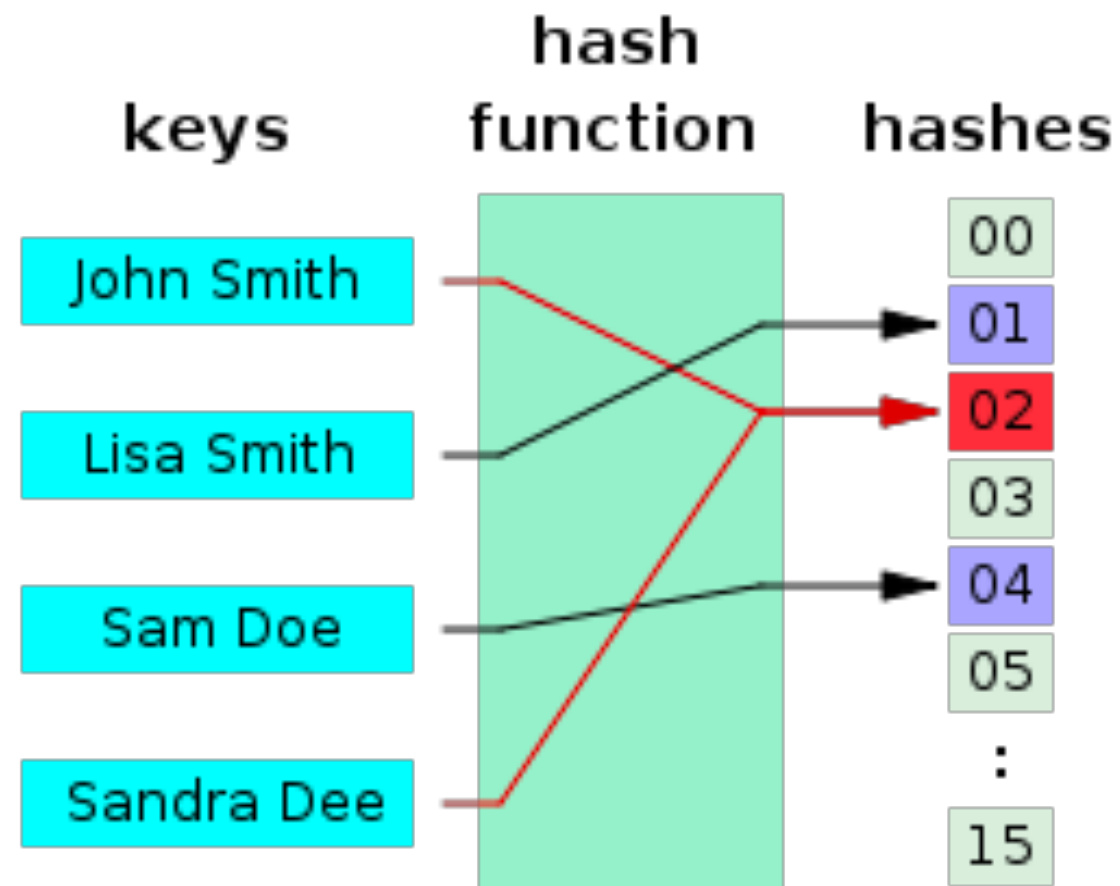 hash
keys function hashes
John Smith
Lisa Smith
Sam Doe
Sandra Dee
00
01
02
03
04
05
:
15